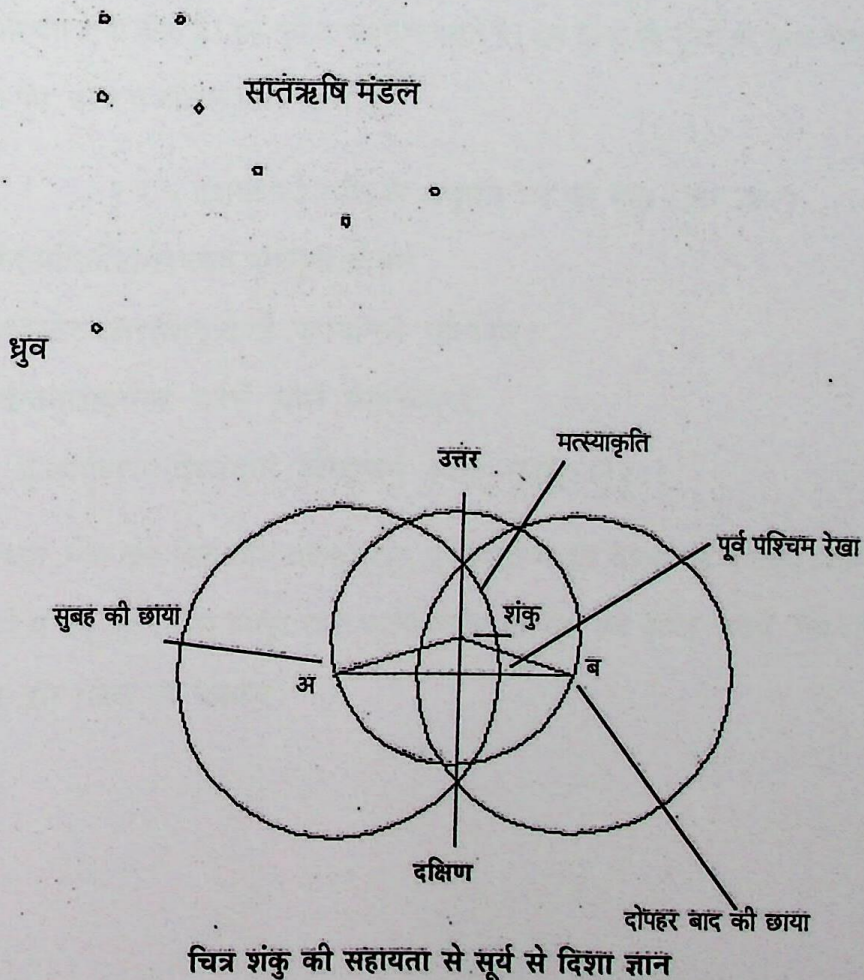 सप्तऋषि मंडल
ध्रुव
मत्स्याकृति
उत्तर
पूर्व पश्चिम रेखा
सुबह की छाया
शंकु
अ
ब
दक्षिण
दोपहर बाद की छाया
चित्र शंकु की सहायता से सूर्य से दिशा ज्ञान